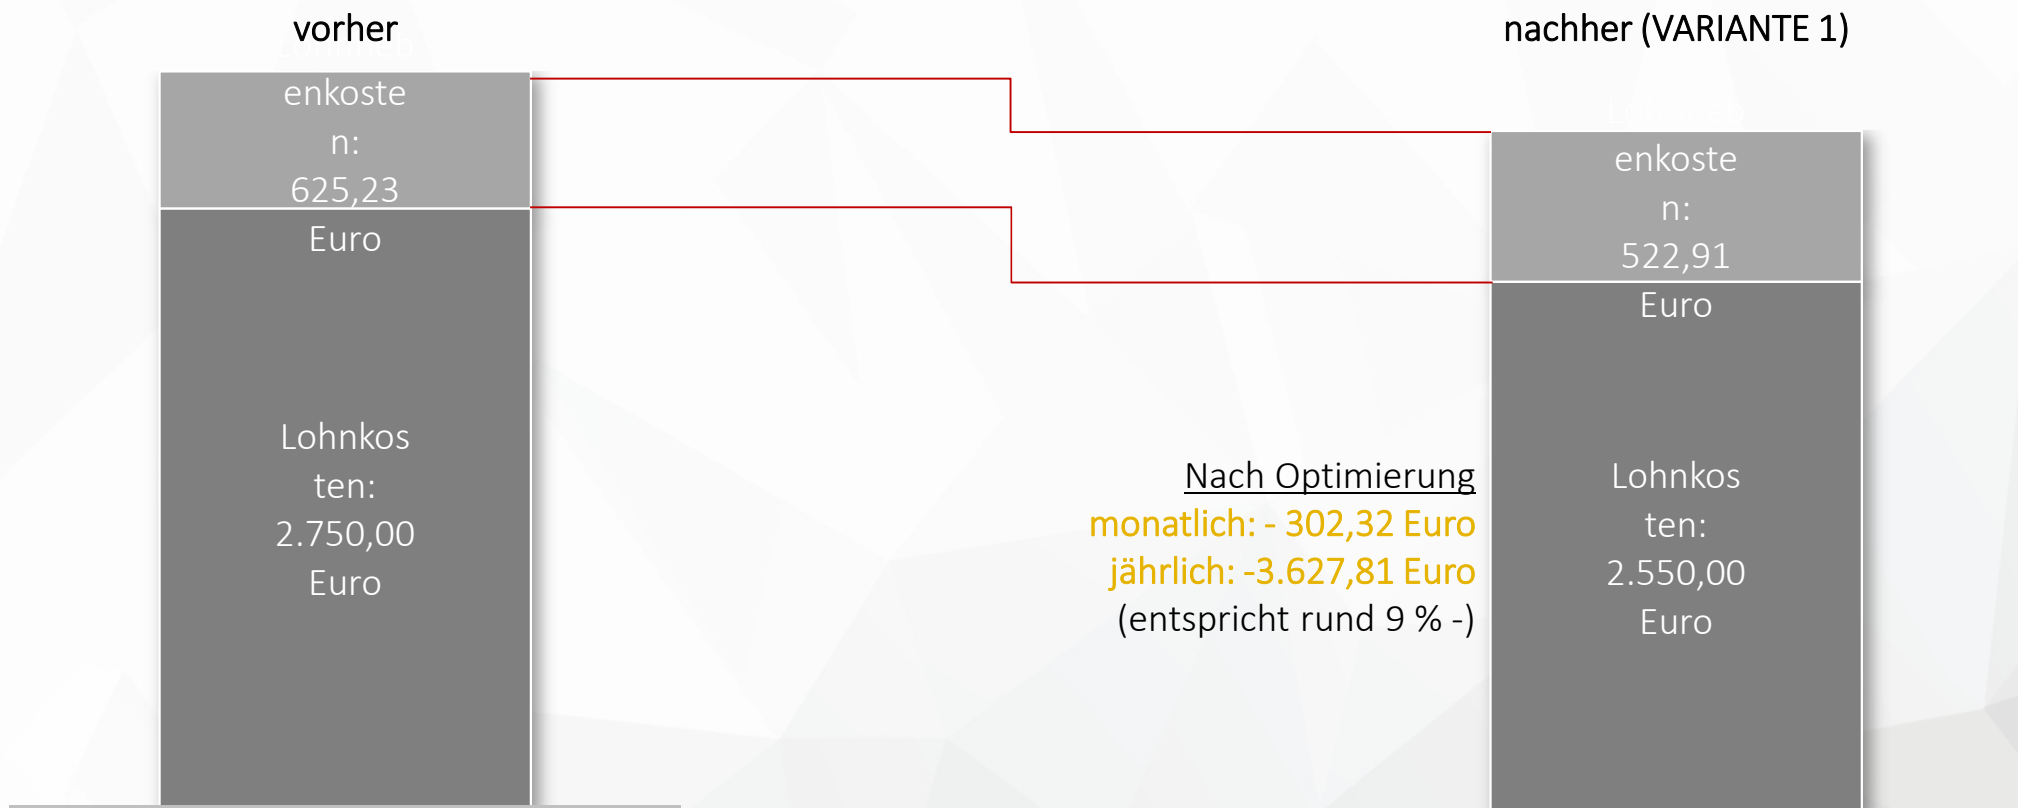 vorher
enkoste
n:
625,23
Euro
Lohnkos
ten:
2.750,00
Euro
nachher (VARIANTE 1)
enkoste
n:
522,91
Euro
Nach Optimierung
monatlich: - 302,32 Euro
jährlich: -3.627,81 Euro
(entspricht rund 9 % -)
Lohnkos
ten:
2.550,00
Euro